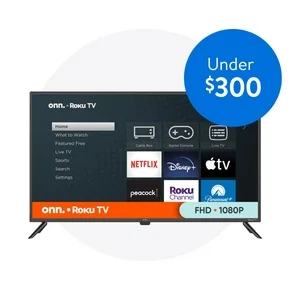 Under
$300
onn. • Roku TV
Home
What to Watch
Featured Free
Live TV
Sports
Search
Settings
Cable Box
Game Console
Live TV
NETFLIX
Disney+
tv
peacock
Roku
Channel
Paramount+
onn. • Roku TV
FHD • 1080P